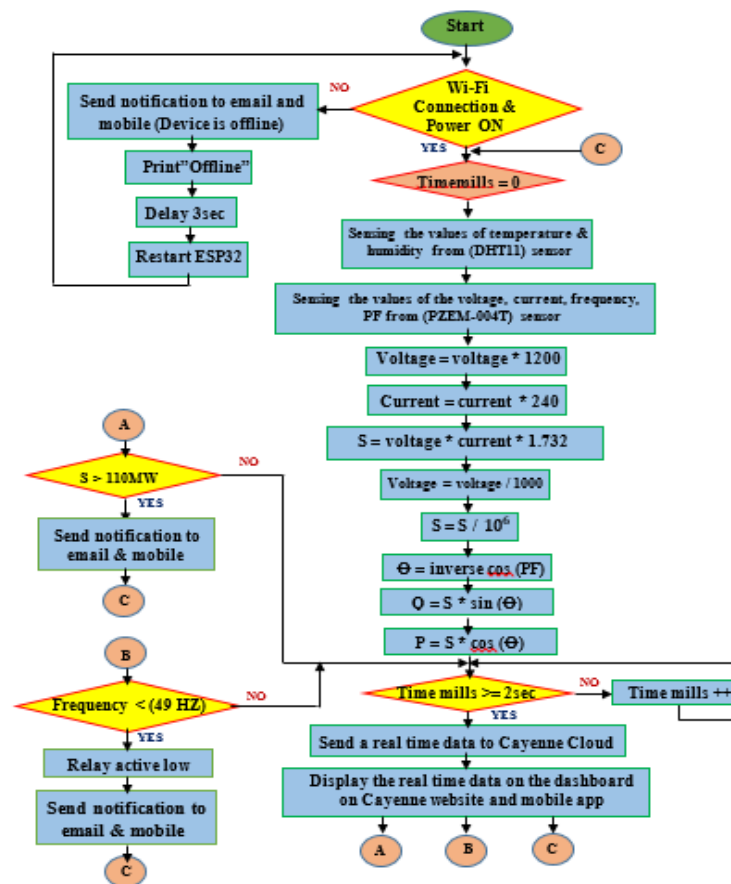 Start
Wi-Fi
Connection &
Power ON
NO
YES
Send notification to email and
mobile (Device is offline)
Print"Offline"
Delay 3sec
Restart ESP32
C
Timemills = 0
Sensing the values of temperature &
humidity from (DHT11) sensor
Sensing the values of the voltage, current, frequency,
PF from (PZEM-004T) sensor
Voltage = voltage * 1200
Current = current * 240
S = voltage * current * 1.732
Voltage = voltage / 1000
S = S / 10⁶
Ө = inverse cos (PF)
Q = S * sin (Ө)
P = S * cos (Ө)
Time mills >= 2sec
NO
Time mills ++
YES
Send a real time data to Cayenne Cloud
Display the real time data on the dashboard
on Cayenne website and mobile app
A
B
C
A
S > 110MW
NO
YES
Send notification to
email & mobile
C
B
Frequency < (49 HZ)
NO
YES
Relay active low
Send notification to
email & mobile
C